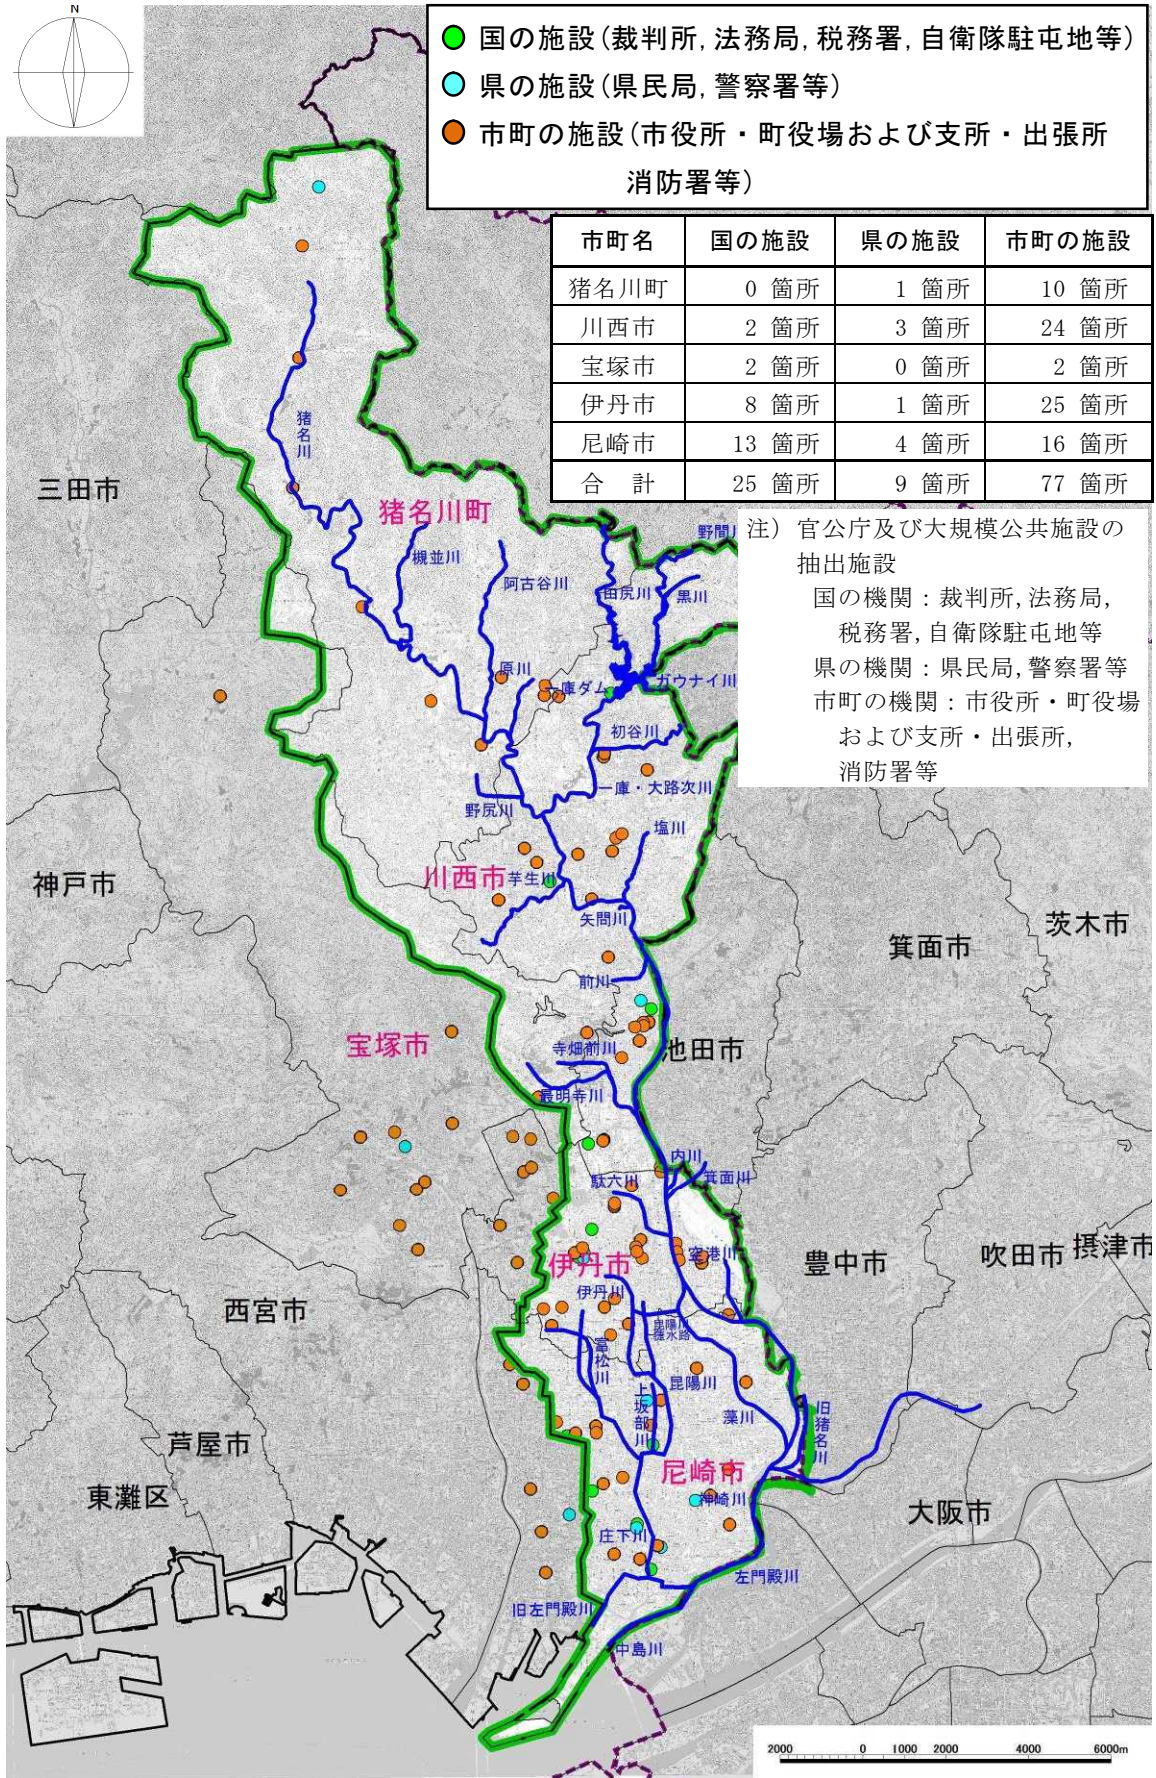 N
国の施設(裁判所, 法務局, 税務署, 自衛隊駐屯地等)
県の施設(県民局, 警察署等)
市町の施設(市役所・町役場および支所・出張所
消防署等)
市町名 国の施設 県の施設 市町の施設
猪名川町 0 箇所 1 箇所 10 箇所
川西市 2 箇所 3 箇所 24 箇所
宝塚市 2 箇所 0 箇所 2 箇所
伊丹市 8 箇所 1 箇所 25 箇所
尼崎市 13 箇所 4 箇所 16 箇所
合 計 25 箇所 9 箇所 77 箇所
注) 官公庁及び大規模公共施設の
抽出施設
国の機関：裁判所, 法務局,
税務署, 自衛隊駐屯地等
県の機関：県民局, 警察署等
市町の機関：市役所・町役場
および支所・出張所,
消防署等
猪名川
三田市
猪名川町
野間川
槻並川
阿古谷川
田尻川
黒川
原川
一庫ダム
ガウナイ川
初谷川
一庫・大路次川
野尻川
塩川
神戸市
川西市
芋生川
矢問川
茨木市
箕面市
前川
宝塚市
寺畑前川
池田市
最明寺川
内川
箕面川
駄六川
伊丹市
空港川
豊中市
吹田市
摂津市
伊丹川
西宮市
昆陽川
雍水路
富松川
昆陽川
上坂部川
藻川
旧猪名川
芦屋市
尼崎市
東灘区
神崎川
大阪市
庄下川
左門殿川
旧左門殿川
中島川
2000 0 1000 2000 4000 6000m